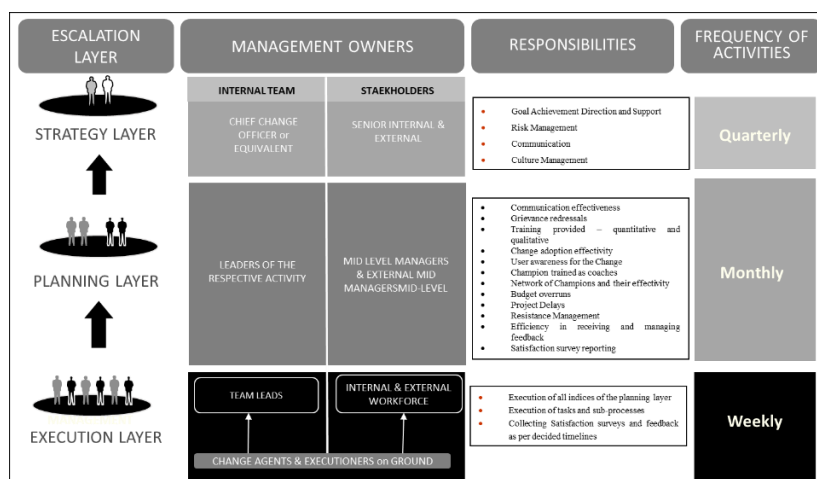 ESCALATION
LAYER
MANAGEMENT OWNERS
RESPONSIBILITIES
FREQUENCY OF
ACTIVITIES
INTERNAL TEAM
STAEKHOLDERS
STRATEGY LAYER
CHIEF CHANGE
OFFICER or
EQUIVALENT
SENIOR INTERNAL &
EXTERNAL
• Goal Achievement Direction and Support
• Risk Management
• Communication
• Culture Management
Quarterly
PLANNING LAYER
LEADERS OF THE
RESPECTIVE ACTIVITY
MID LEVEL MANAGERS
& EXTERNAL MID
MANAGERSMID-LEVEL
• Communication effectiveness
• Grievance redressals
• Training provided – quantitative and
qualitative
• Change adoption effectivity
• User awareness for the Change
• Champion trained as coaches
• Network of Champions and their effectivity
• Budget overruns
• Project Delays
• Resistance Management
• Efficiency in receiving and managing
feedback
• Satisfaction survey reporting
Monthly
EXECUTION LAYER
TEAM LEADS
INTERNAL & EXTERNAL
WORKFORCE
CHANGE AGENTS & EXECUTIONERS on GROUND
• Execution of all indices of the planning layer
• Execution of tasks and sub-processes
• Collecting Satisfaction surveys and feedback
as per decided timelines
Weekly